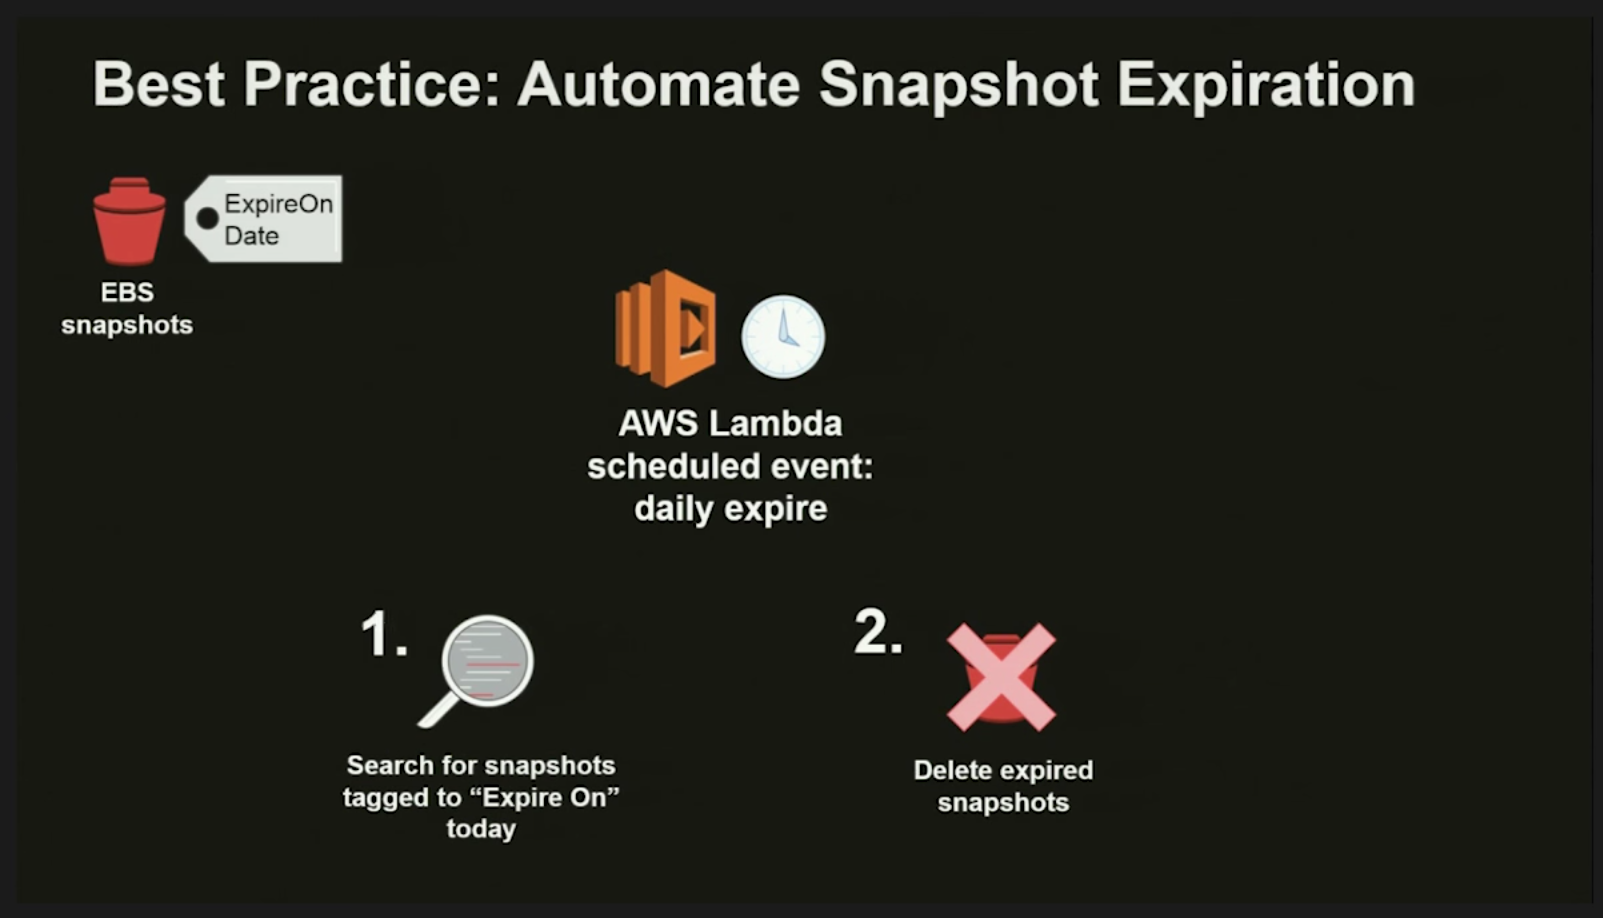 Best Practice: Automate Snapshot Expiration
ExpireOn
Date
EBS
snapshots
AWS Lambda
scheduled event:
daily expire
1.
Search for snapshots
tagged to “Expire On”
today
2.
Delete expired
snapshots